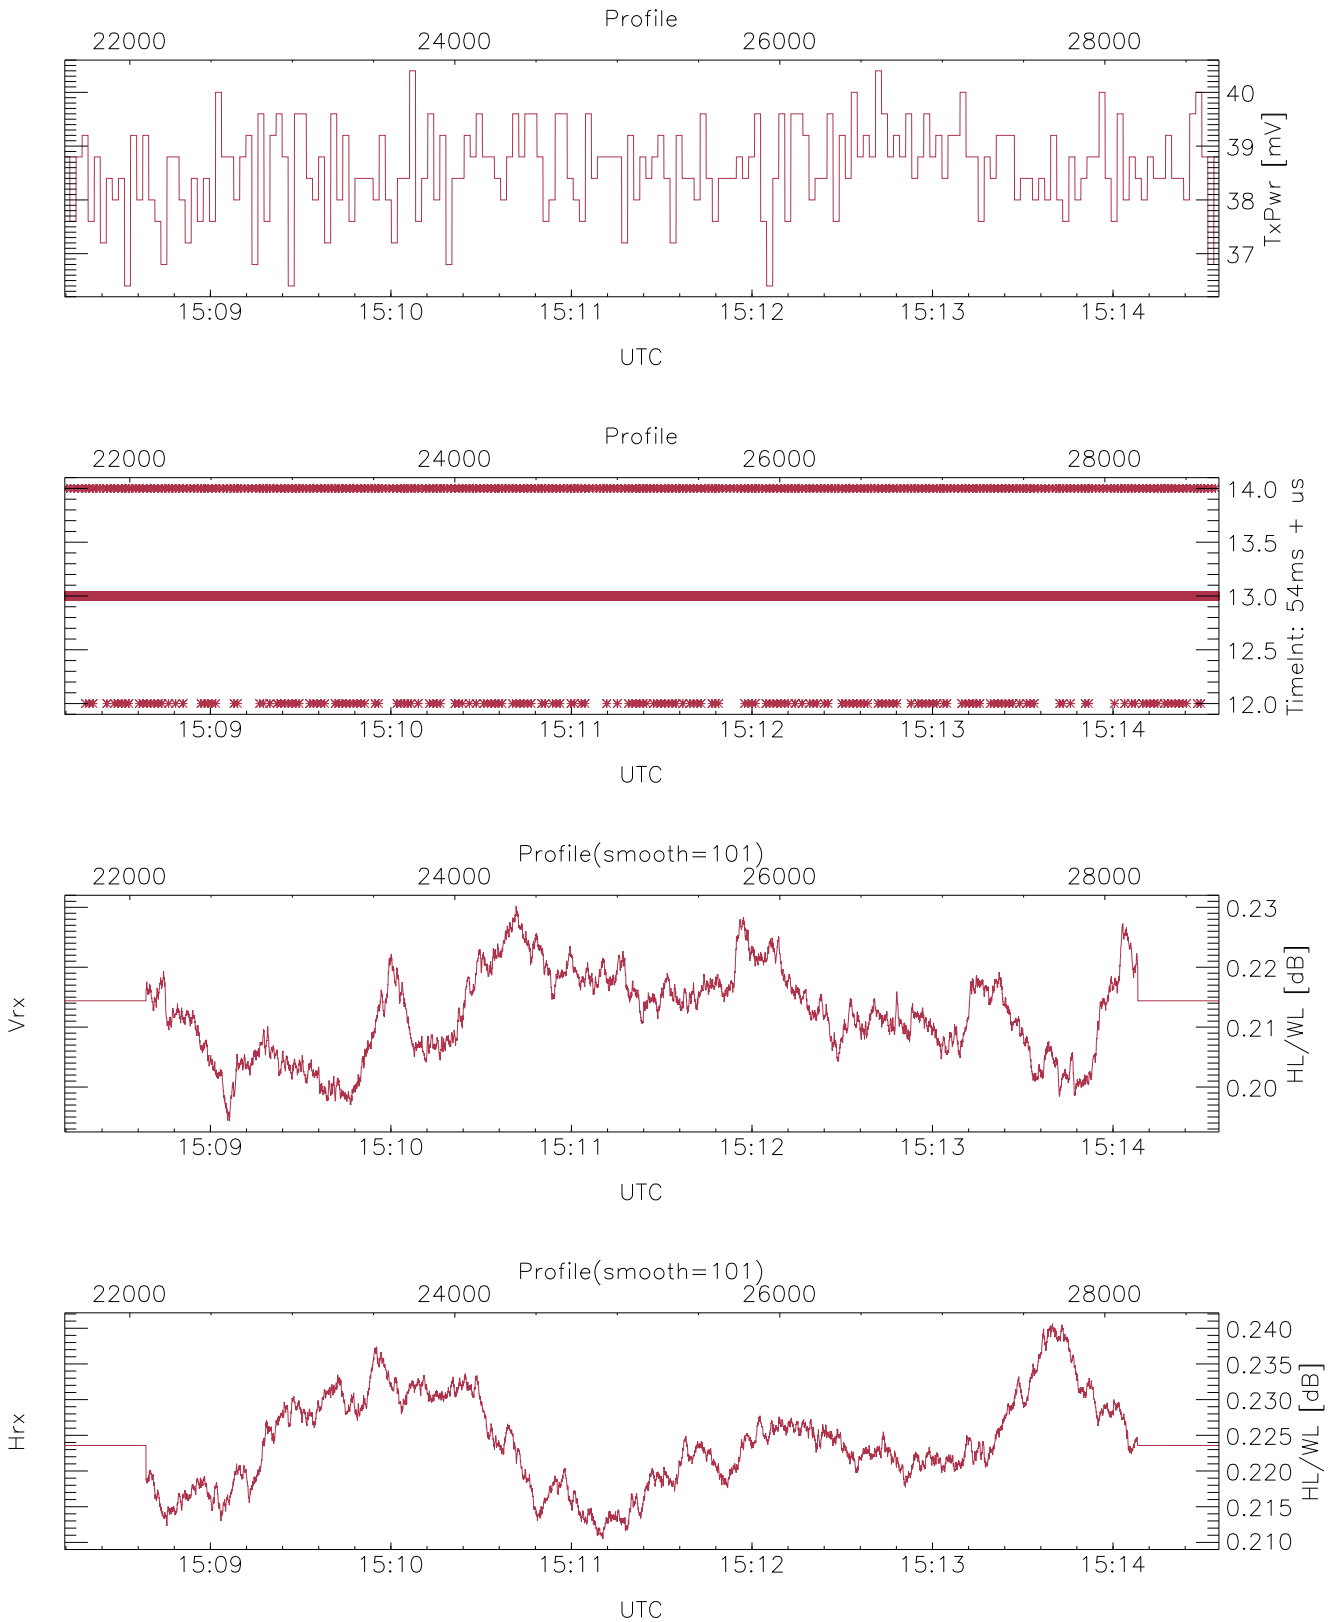 Profile
22000 24000 26000 28000
40
39
38
37
TxPwr [mV]
15:09 15:10 15:11 15:12 15:13 15:14
UTC
Profile
22000 24000 26000 28000
14.0
13.5
13.0
12.5
12.0
TimeInt: 54ms + us
15:09 15:10 15:11 15:12 15:13 15:14
UTC
Profile(smooth=101)
22000 24000 26000 28000
Vrx
0.23
0.22
0.21
0.20
HL/WL [dB]
15:09 15:10 15:11 15:12 15:13 15:14
UTC
Profile(smooth=101)
22000 24000 26000 28000
Hrx
0.240
0.235
0.230
0.225
0.220
0.215
0.210
HL/WL [dB]
15:09 15:10 15:11 15:12 15:13 15:14
UTC